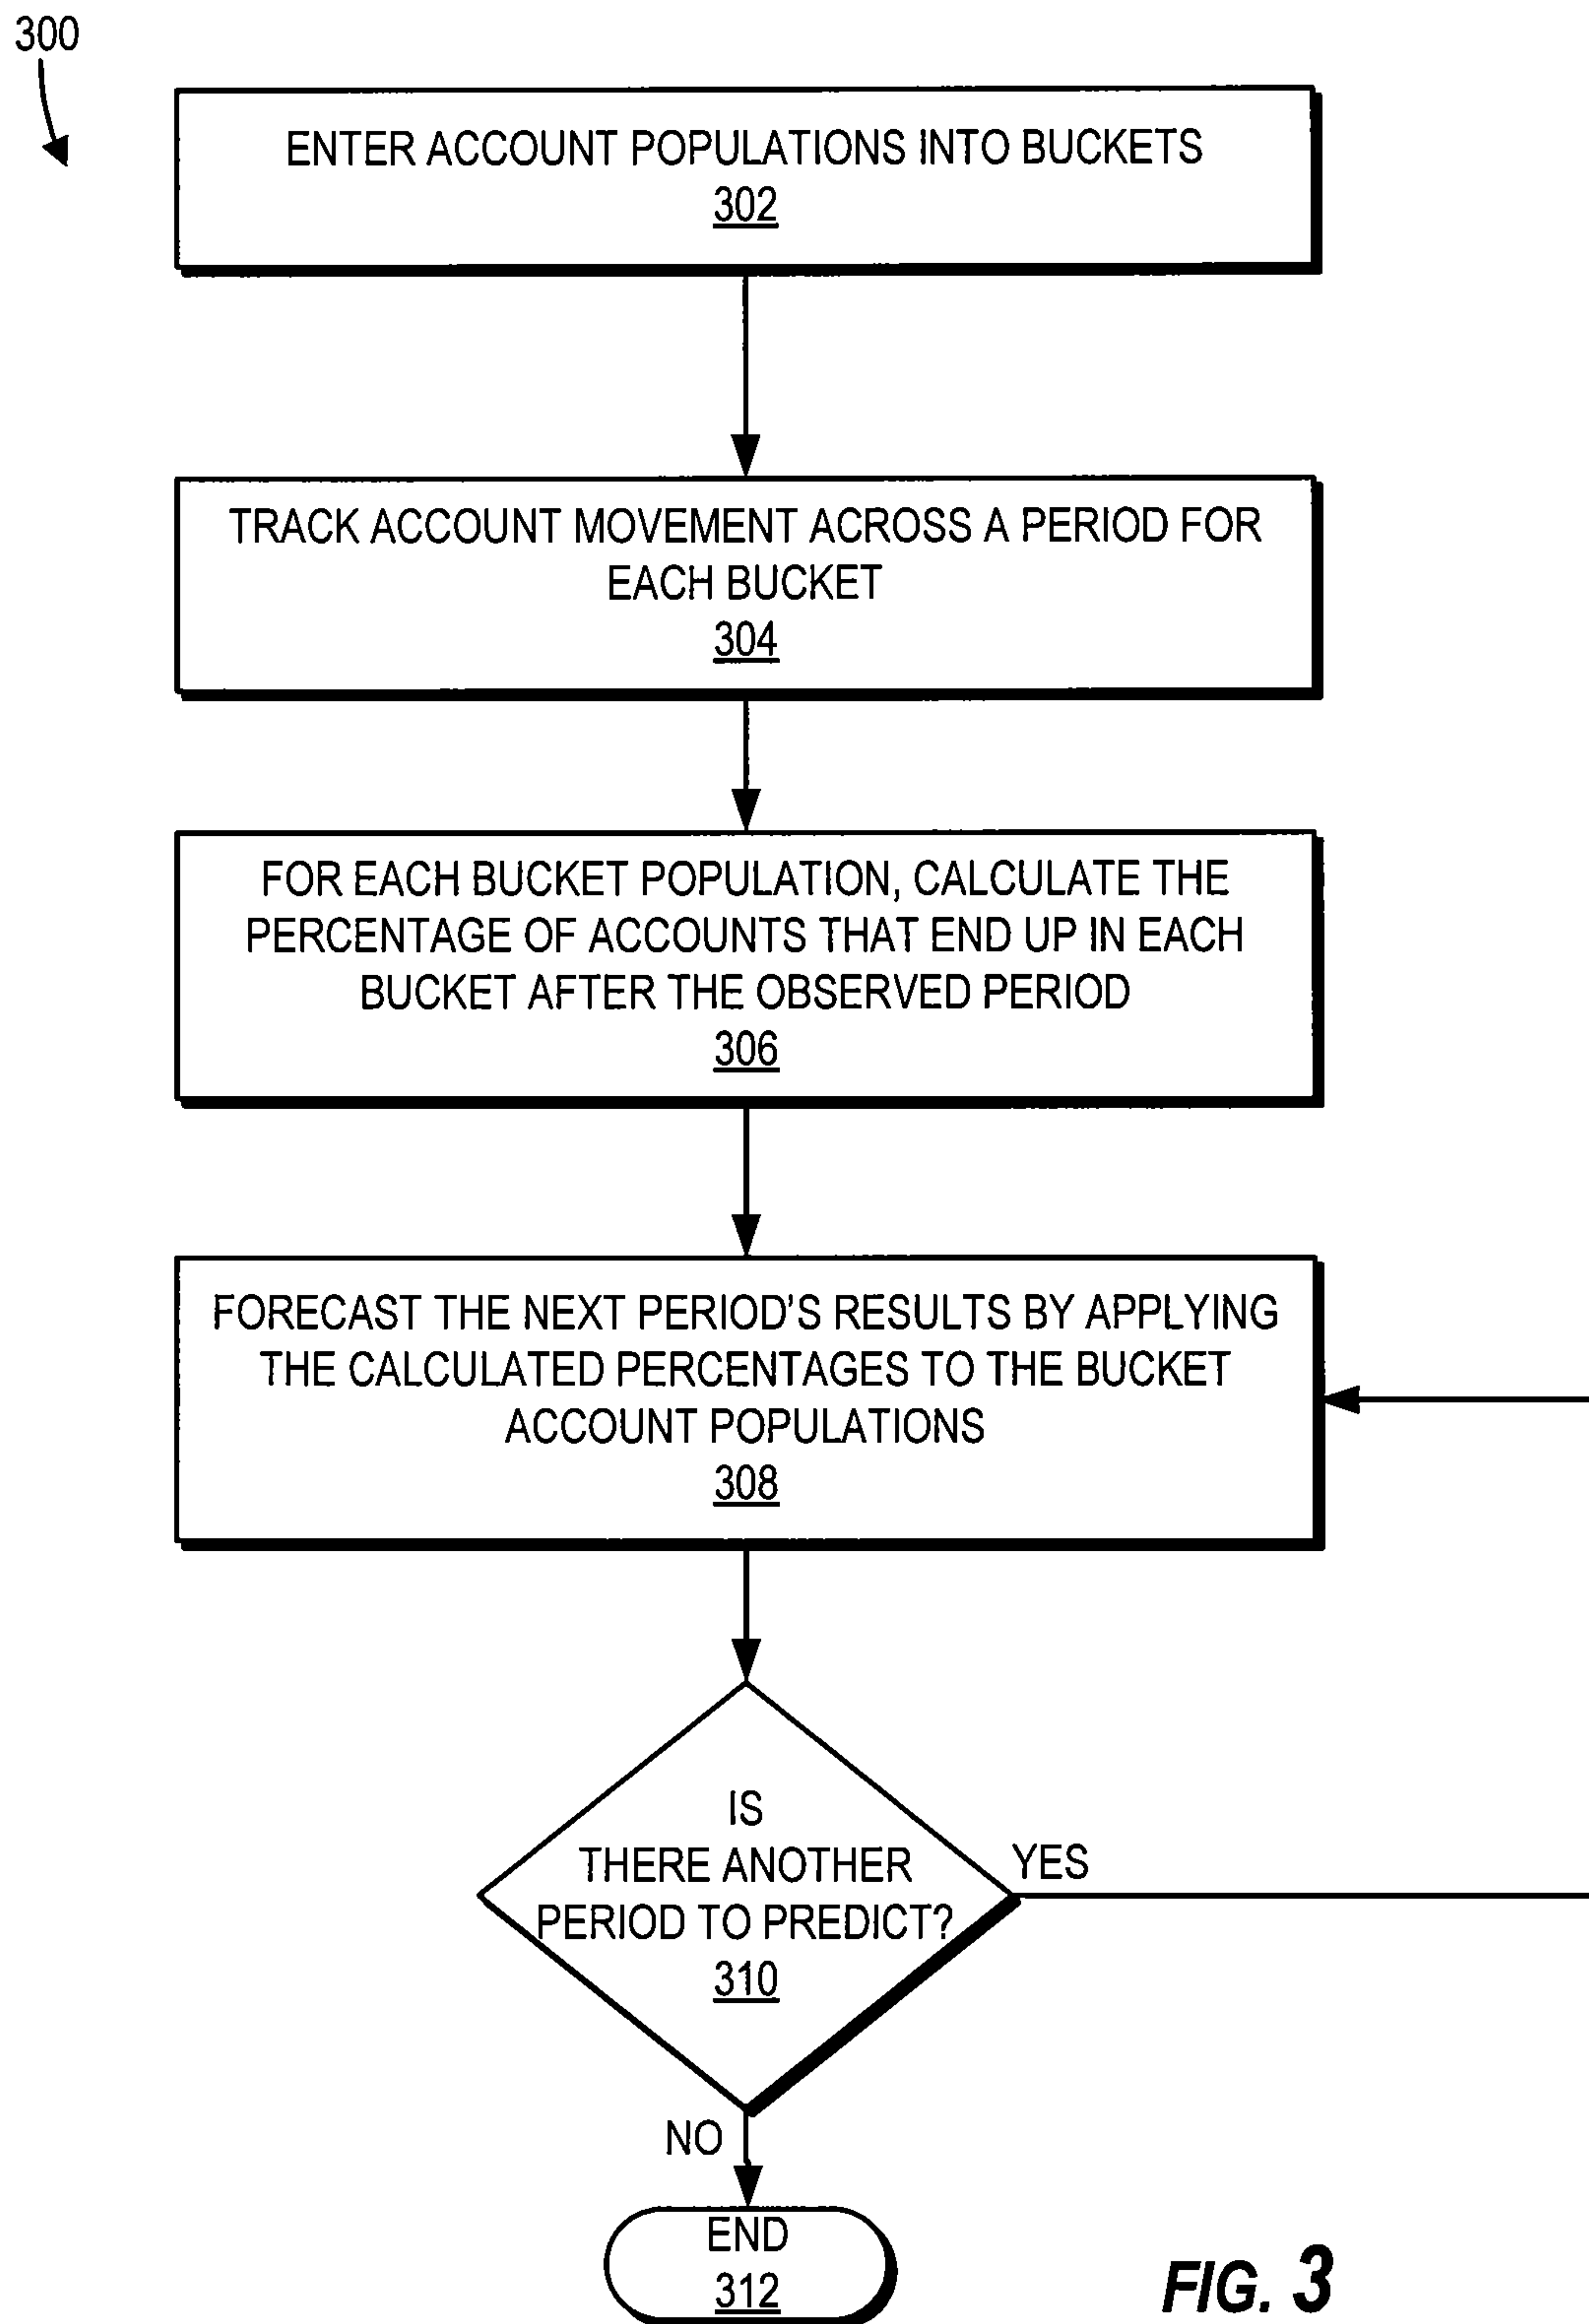 300
ENTER ACCOUNT POPULATIONS INTO BUCKETS
302
TRACK ACCOUNT MOVEMENT ACROSS A PERIOD FOR
EACH BUCKET
304
FOR EACH BUCKET POPULATION, CALCULATE THE
PERCENTAGE OF ACCOUNTS THAT END UP IN EACH
BUCKET AFTER THE OBSERVED PERIOD
306
FORECAST THE NEXT PERIOD'S RESULTS BY APPLYING
THE CALCULATED PERCENTAGES TO THE BUCKET
ACCOUNT POPULATIONS
308
IS
THERE ANOTHER
PERIOD TO PREDICT?
310
YES
NO
END
312
FIG. 3